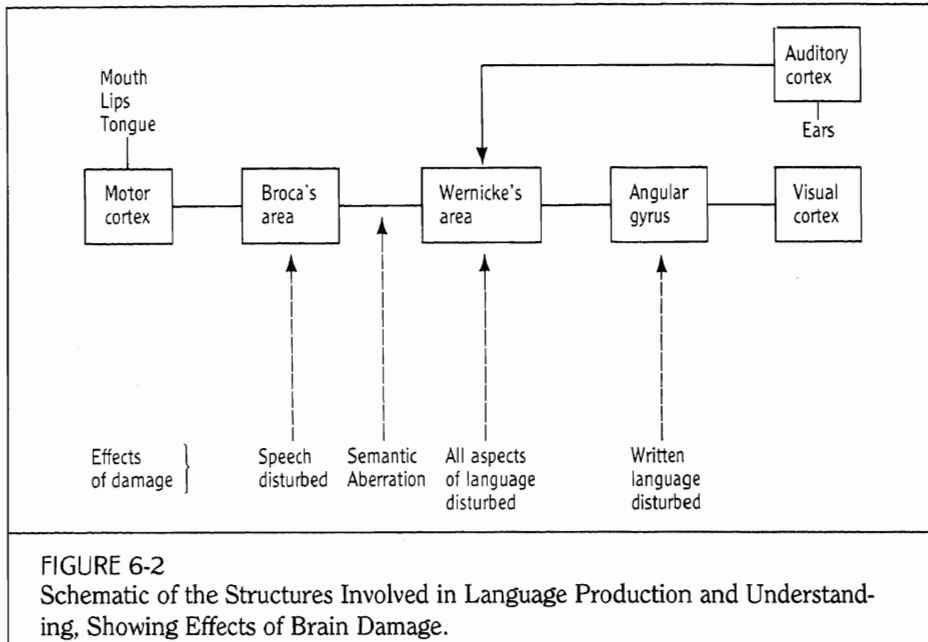 Auditory
cortex
Ears
Mouth
Lips
Tongue
Motor
cortex
Broca's
area
Wernicke's
area
Angular
gyrus
Visual
cortex
Effects
of damage
Speech
disturbed
Semantic
Aberration
All aspects
of language
disturbed
Written
language
disturbed
FIGURE 6-2
Schematic of the Structures Involved in Language Production and Understand-
ing, Showing Effects of Brain Damage.